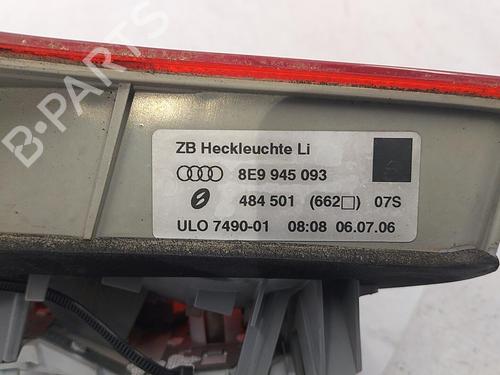 B-PARTS
ZB Heckleuchte Li
8E9 945 093
484 501 (662□) 07S
ULO 7490-01 08:08 06.07.06